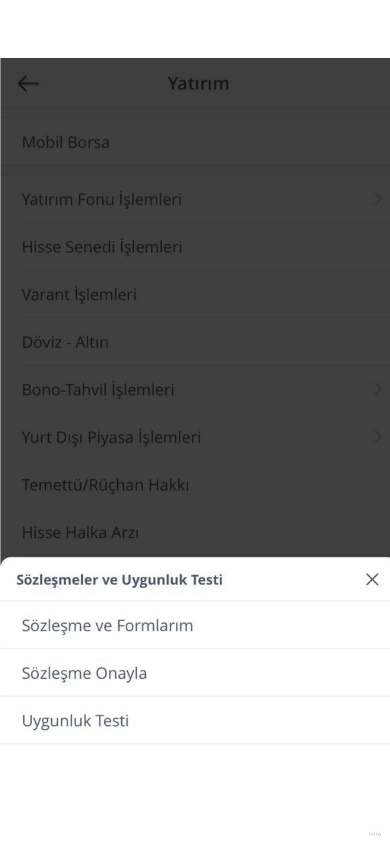 Yatırım
Mobil Borsa
Yatırım Fonu İşlemleri
Hisse Senedi İşlemleri
Varant İşlemleri
Döviz - Altın
Bono-Tahvil İşlemleri
Yurt Dışı Piyasa İşlemleri
Temettü/Rüçhan Hakkı
Hisse Halka Arzı
Sözleşmeler ve Uygunluk Testi
Sözleşme ve Formlarım
Sözleşme Onayla
Uygunluk Testi